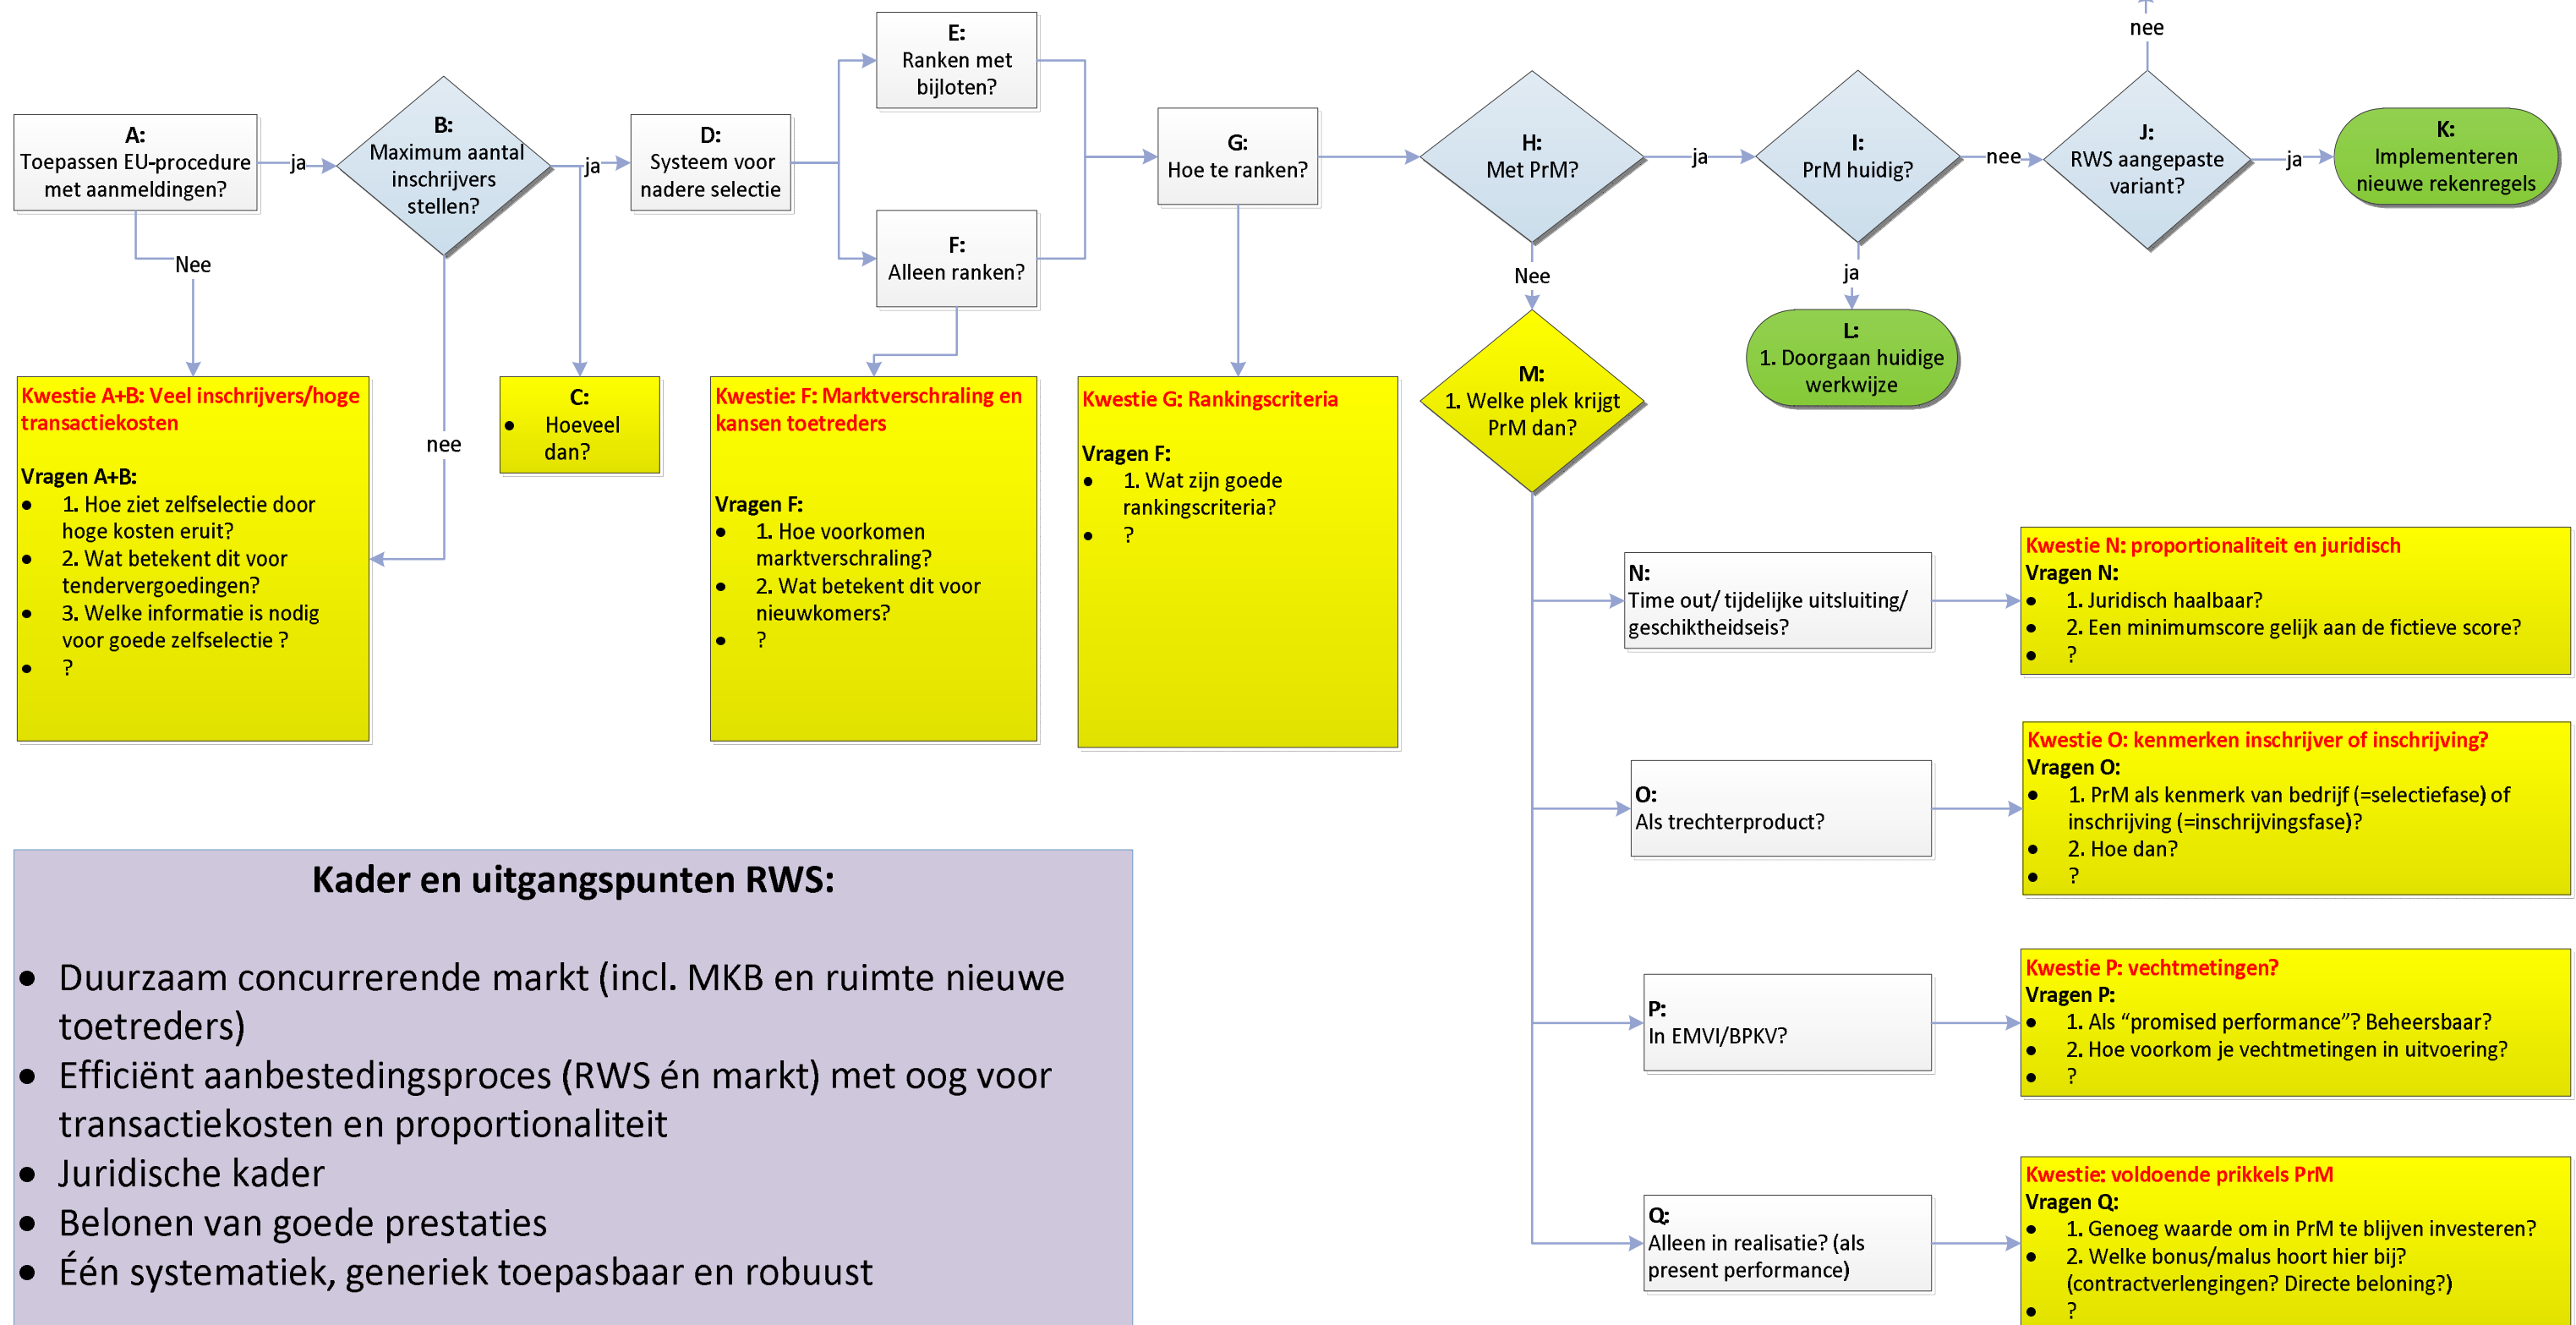 nee
A:
Toepassen EU-procedure
met aanmeldingen?
ja
Nee
B:
Maximum aantal
inschrijvers
stellen?
ja
nee
D:
Systeem voor
nadere selectie
E:
Ranken met
bijloten?
F:
Alleen ranken?
G:
Hoe te ranken?
H:
Met PrM?
ja
Nee
I:
PrM huidig?
nee
ja
J:
RWS aangepaste
variant?
ja
K:
Implementeren
nieuwe rekenregels
L:
1. Doorgaan huidige
werkwijze
M:
1. Welke plek krijgt
PrM dan?
Kwestie A+B: Veel inschrijvers/hoge
transactiekosten
Vragen A+B:
• 1. Hoe ziet zelfselectie door
hoge kosten eruit?
• 2. Wat betekent dit voor
tendervergoedingen?
• 3. Welke informatie is nodig
voor goede zelfselectie ?
• ?
C:
• Hoeveel
dan?
Kwestie: F: Marktverschraling en
kansen toetreders
Vragen F:
• 1. Hoe voorkomen
marktverschraling?
• 2. Wat betekent dit voor
nieuwkomers?
• ?
Kwestie G: Rankingscriteria
Vragen F:
• 1. Wat zijn goede
rankingscriteria?
• ?
N:
Time out/ tijdelijke uitsluiting/
geschiktheidseis?
Kwestie N: proportionaliteit en juridisch
Vragen N:
• 1. Juridisch haalbaar?
• 2. Een minimumscore gelijk aan de fictieve score?
• ?
O:
Als trechterproduct?
Kwestie O: kenmerken inschrijver of inschrijving?
Vragen O:
• 1. PrM als kenmerk van bedrijf (=selectiefase) of
inschrijving (=inschrijvingsfase)?
• 2. Hoe dan?
• ?
P:
In EMVI/BPKV?
Kwestie P: vechtmetingen?
Vragen P:
• 1. Als “promised performance”? Beheersbaar?
• 2. Hoe voorkom je vechtmetingen in uitvoering?
• ?
Q:
Alleen in realisatie? (als
present performance)
Kwestie: voldoende prikkels PrM
Vragen Q:
• 1. Genoeg waarde om in PrM te blijven investeren?
• 2. Welke bonus/malus hoort hier bij?
(contractverlengingen? Directe beloning?)
• ?
Kader en uitgangspunten RWS:
• Duurzaam concurrerende markt (incl. MKB en ruimte nieuwe
toetreders)
• Efficiënt aanbestedingsproces (RWS én markt) met oog voor
transactiekosten en proportionaliteit
• Juridische kader
• Belonen van goede prestaties
• Één systematiek, generiek toepasbaar en robuust